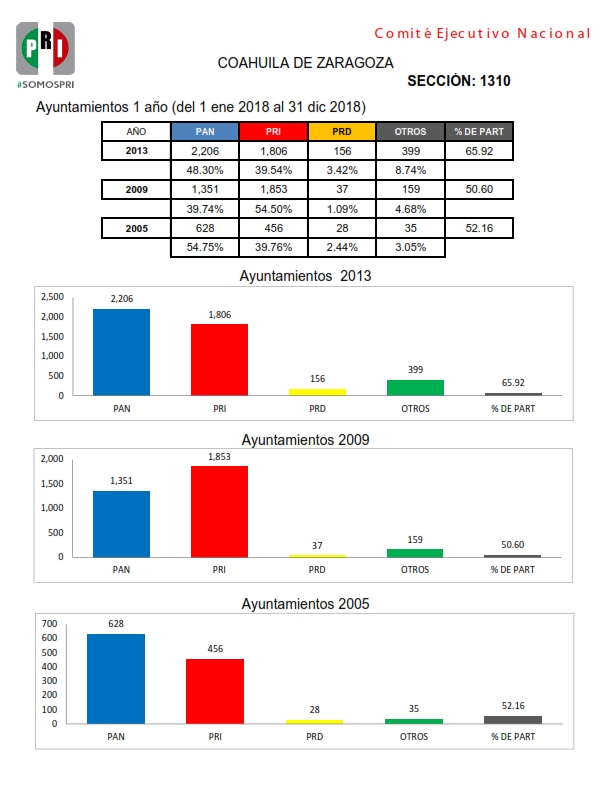 Comité Ejecutivo Nacional
PRI
#SOMOSPRI
COAHUILA DE ZARAGOZA
SECCIÓN: 1310
Ayuntamientos 1 año (del 1 ene 2018 al 31 dic 2018)
AÑO PAN PRI PRD OTROS % DE PART
2013 2,206 1,806 156 399 65.92
48.30% 39.54% 3.42% 8.74%
2009 1,351 1,853 37 159 50.60
39.74% 54.50% 1.09% 4.68%
2005 628 456 28 35 52.16
54.75% 39.76% 2.44% 3.05%
Ayuntamientos 2013
2,500
2,000
1,500
1,000
500
0
2,206 1,806 156 399 65.92
PAN PRI PRD OTROS % DE PART
Ayuntamientos 2009
2,000
1,500
1,000
500
0
1,351 1,853 37 159 50.60
PAN PRI PRD OTROS % DE PART
Ayuntamientos 2005
700
600
500
400
300
200
100
0
628 456 28 35 52.16
PAN PRI PRD OTROS % DE PART